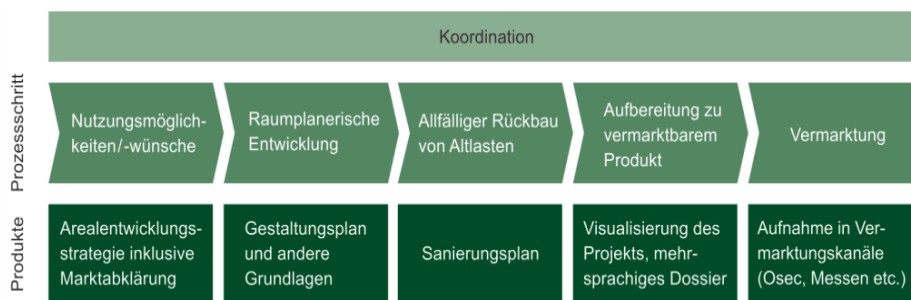 Koordination
Prozessschritt
Nutzungsmöglich-
keiten/-wünsche
Raumplanerische
Entwicklung
Allfälliger Rückbau
von Altlasten
Aufbereitung zu
vermarktbarem
Produkt
Vermarktung
Produkte
Arealentwicklungs-
strategie inklusive
Marktabklärung
Gestaltungsplan
und andere
Grundlagen
Sanierungsplan
Visualisierung des
Projekts, mehr-
sprachiges Dossier
Aufnahme in Ver-
marktungskanäle
(Osec, Messen etc.)